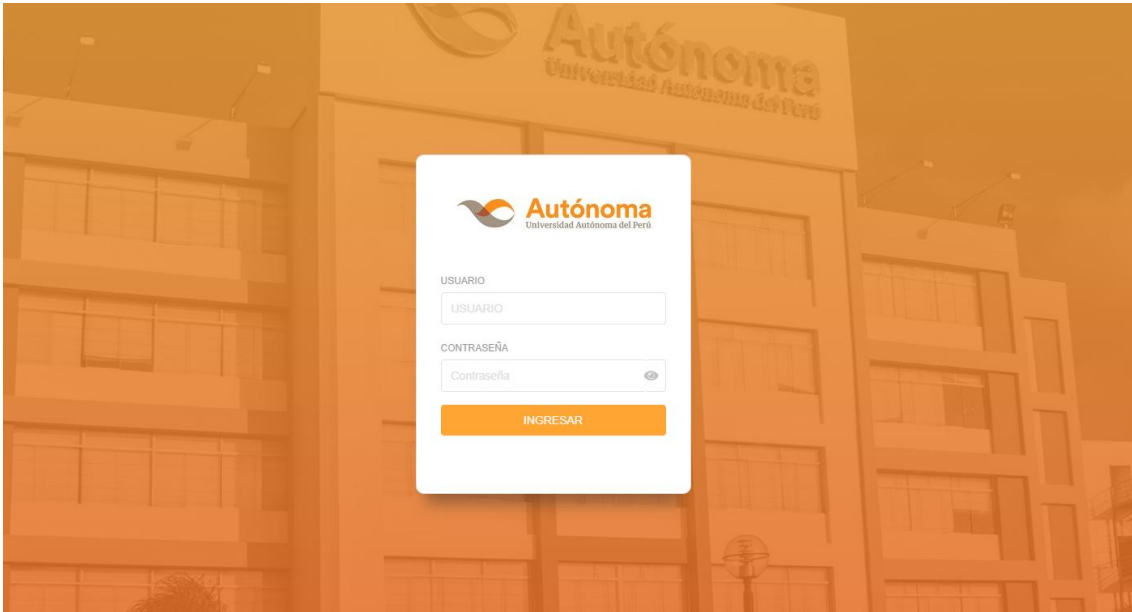 Autónoma
Universidad Autónoma del Perú
Autónoma
Universidad Autónoma del Perú
USUARIO
USUARIO
CONTRASEÑA
Contraseña
INGRESAR